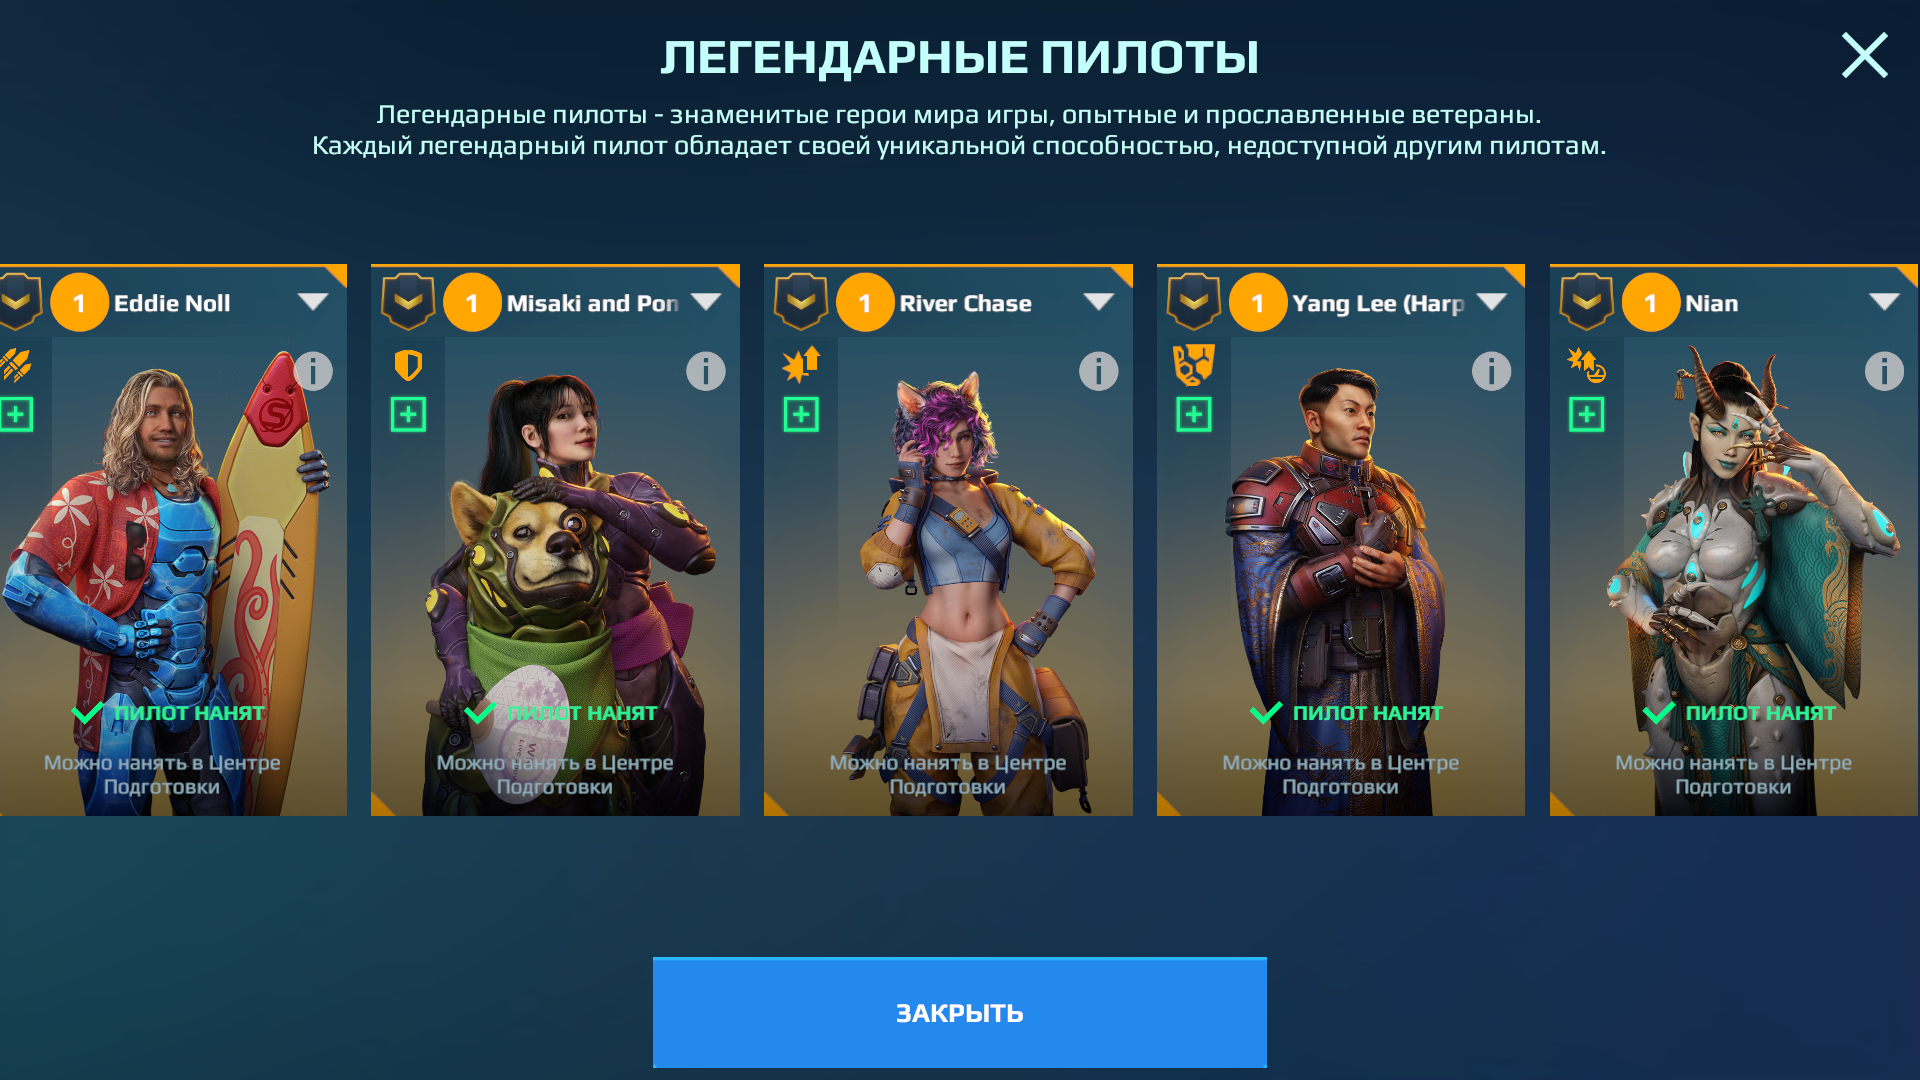 ЛЕГЕНДАРНЫЕ ПИЛОТЫ
Легендарные пилоты - знаменитые герои мира игры, опытные и прославленные ветераны.
Каждый легендарный пилот обладает своей уникальной способностью, недоступной другим пилотам.
1 Eddie Noll
ПИЛОТ НАНЯТ
Можно нанять в Центре
Подготовки
1 Misaki and Pon
ПИЛОТ НАНЯТ
Можно нанять в Центре
Подготовки
1 River Chase
Можно нанять в Центре
Подготовки
1 Yang Lee (Harp
ПИЛОТ НАНЯТ
Можно нанять в Центре
Подготовки
1 Nian
ПИЛОТ НАНЯТ
Можно нанять в Центре
Подготовки
ЗАКРЫТЬ